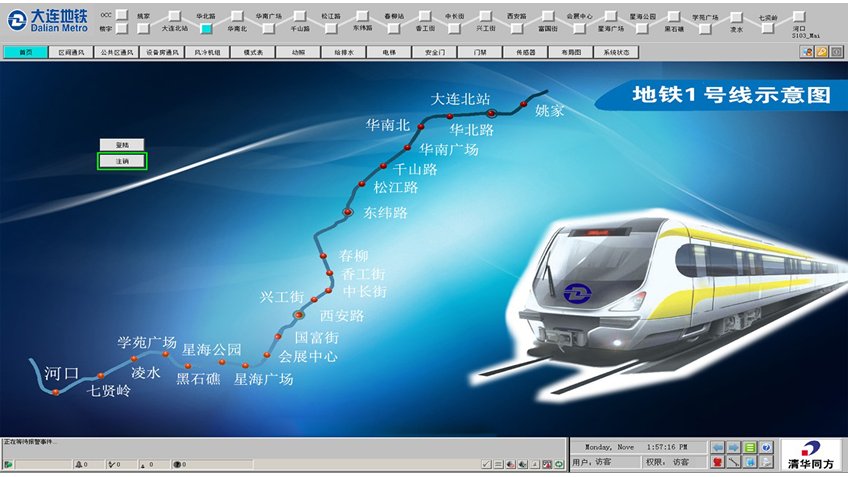 大连地铁
Dalian Metro
OCC 姚家 华北路 华南广场 松江路 春柳站 中长街 西安路 会展中心 星海公园 学苑广场 七贤岭
楼宇 大连北站 华南北 千山路 东纬路 香工街 兴工街 富国街 星海广场 黑石礁 凌水 河口
S103_Mai
首页 区间通风 公共区通风 设备房通风 风冷机组 模式表 动照 给排水 电梯 安全门 门禁 传感器 布局图 系统状态
地铁1号线示意图
登陆
注销
大连北站
姚家
华南北
华北路
华南广场
千山路
松江路
东纬路
春柳
香工街
中长街
兴工街
西安路
国富街
会展中心
学苑广场
星海公园
河口
凌水
黑石礁
星海广场
七贤岭
正在等待报警事件...
Monday, Nove 1:57:16 PM
用户: 访客 权限: 访客
0 0 0 0
清华同方